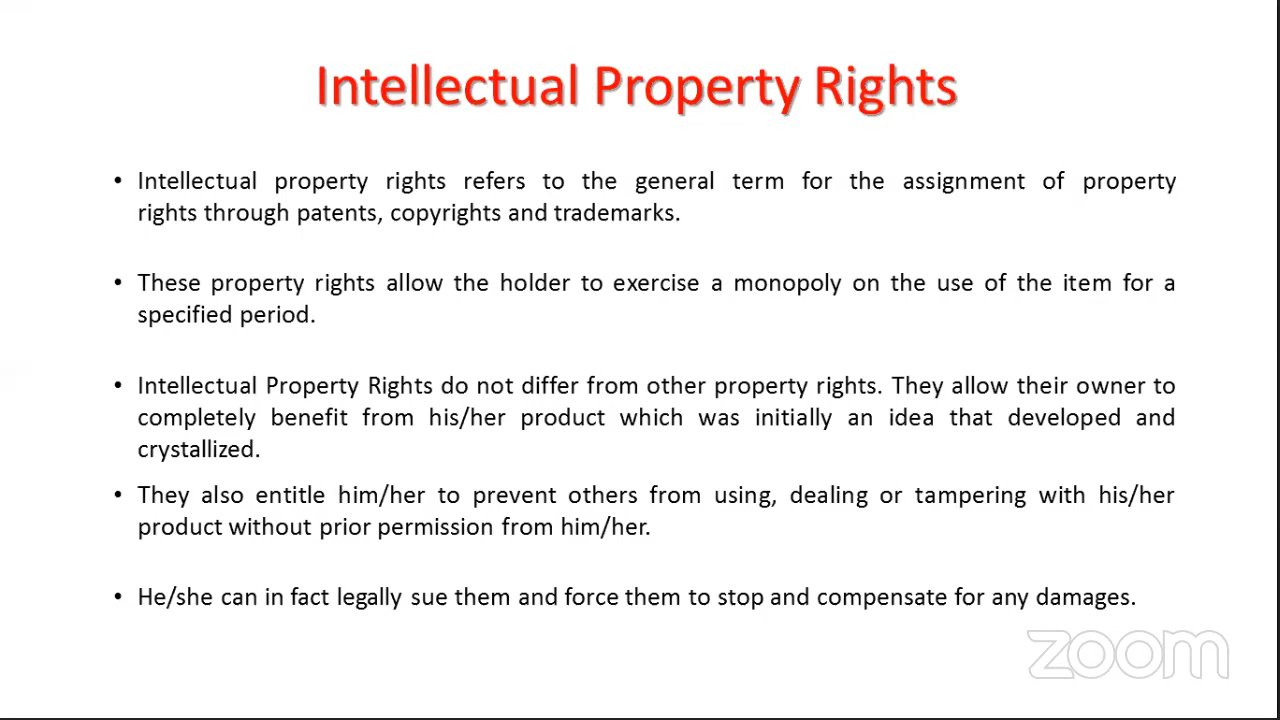 Intellectual Property Rights
• Intellectual property rights refers to the general term for the assignment of property
rights through patents, copyrights and trademarks.
• These property rights allow the holder to exercise a monopoly on the use of the item for a
specified period.
• Intellectual Property Rights do not differ from other property rights. They allow their owner to
completely benefit from his/her product which was initially an idea that developed and
crystallized.
• They also entitle him/her to prevent others from using, dealing or tampering with his/her
product without prior permission from him/her.
• He/she can in fact legally sue them and force them to stop and compensate for any damages.
zoom